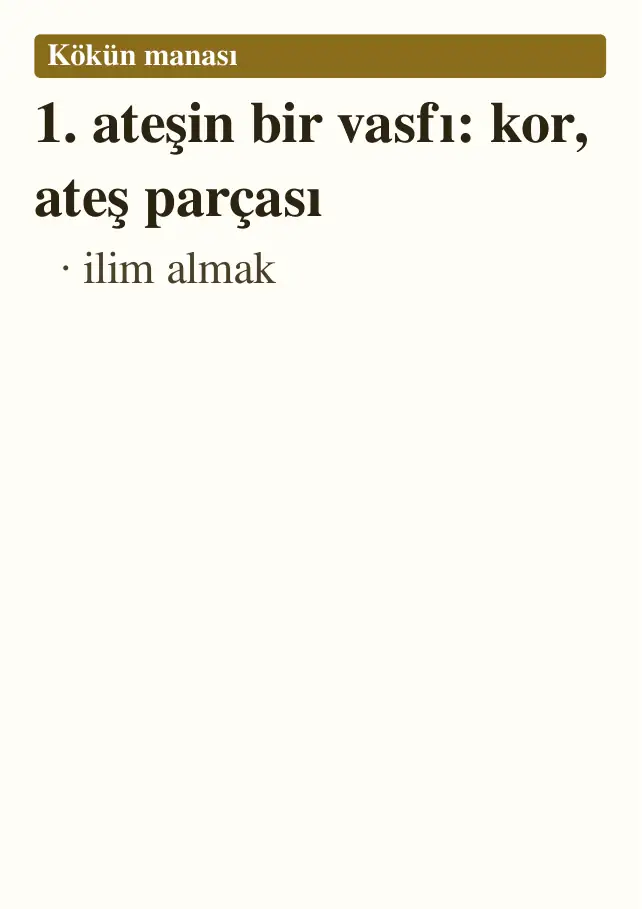 Kökün manası
1. ateşin bir vasfı: kor,
ateş parçası
· ilim almak